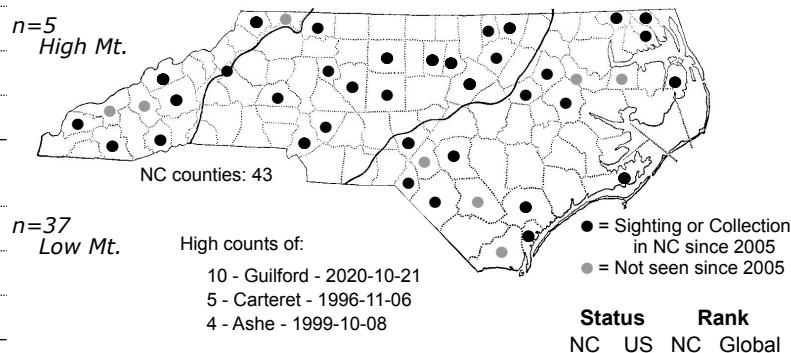 n=5
High Mt.
NC counties: 43
n=37
Low Mt.
High counts of:
10 - Guilford - 2020-10-21
5 - Carteret - 1996-11-06
4 - Ashe - 1999-10-08
= Sighting or Collection
in NC since 2005
= Not seen since 2005
Status Rank
NC US NC Global